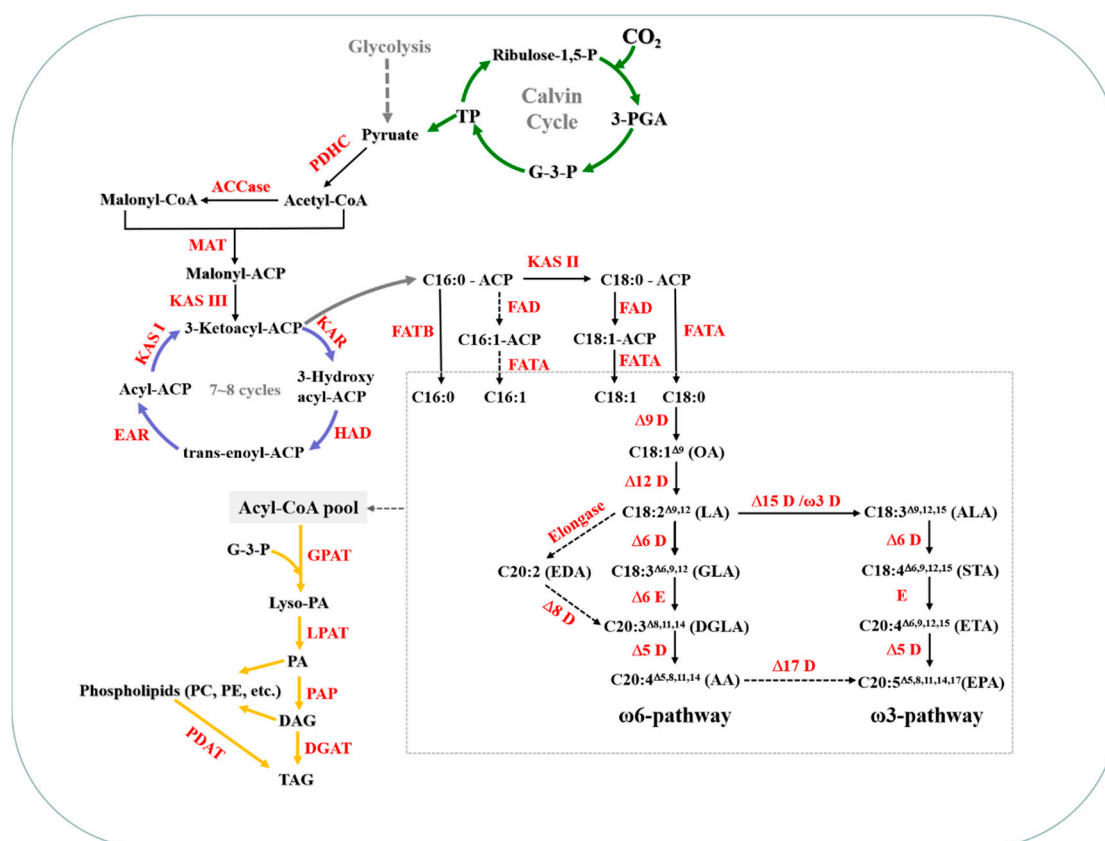 Glycolysis
CO₂
Ribulose-1,5-P
Calvin
Cycle
TP
3-PGA
G-3-P
Pyruate
PDHC
ACCase
Malonyl-CoA
Acetyl-CoA
MAT
Malonyl-ACP
KAS III
3-Ketoacyl-ACP
KAS I
KAR
Acyl-ACP
7~8 cycles
3-Hydroxy
acyl-ACP
EAR
HAD
trans-enoyl-ACP
C16:0 - ACP
KAS II
C18:0 - ACP
FAD
FAD
FATB
C16:1-ACP
C18:1-ACP
FATA
FATA
FATA
C16:0
C16:1
C18:1
C18:0
Δ9 D
C18:1Δ9 (OA)
Δ12 D
C18:2Δ9,12 (LA)
Δ15 D /ω3 D
C18:3Δ9,12,15 (ALA)
Elongase
Δ6 D
Δ6 D
C20:2 (EDA)
C18:3Δ6,9,12 (GLA)
C18:4Δ6,9,12,15 (STA)
Δ8 D
Δ6 E
E
C20:3Δ8,11,14 (DGLA)
C20:4Δ6,9,12,15 (ETA)
Δ5 D
Δ5 D
C20:4Δ5,8,11,14 (AA)
Δ17 D
C20:5Δ5,8,11,14,17(EPA)
ω6-pathway
ω3-pathway
Acyl-CoA pool
G-3-P
GPAT
Lyso-PA
LPAT
PA
Phospholipids (PC, PE, etc.)
PAP
DAG
PDAT
DGAT
TAG